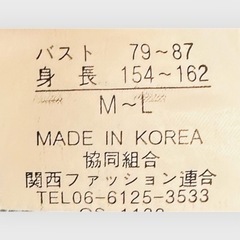 バスト 79~87
身長 154~162
M~L
MADE IN KOREA
協同組合
関西ファッション連合
TEL06-6125-3533